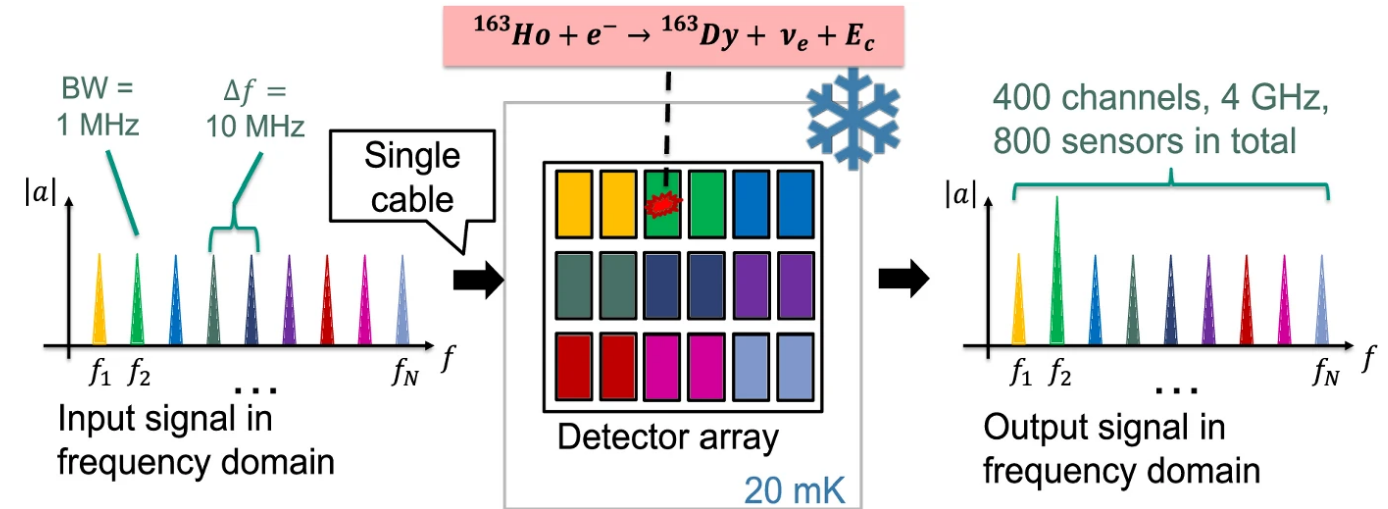 ¹⁶³Ho + e⁻ → ¹⁶³Dy + νₑ + E_c
BW =
1 MHz
Δf =
10 MHz
Single
cable
|a|
f₁ f₂ ... f_N f
Input signal in
frequency domain
Detector array
20 mK
400 channels, 4 GHz,
800 sensors in total
|a|
f₁ f₂ ... f_N f
Output signal in
frequency domain